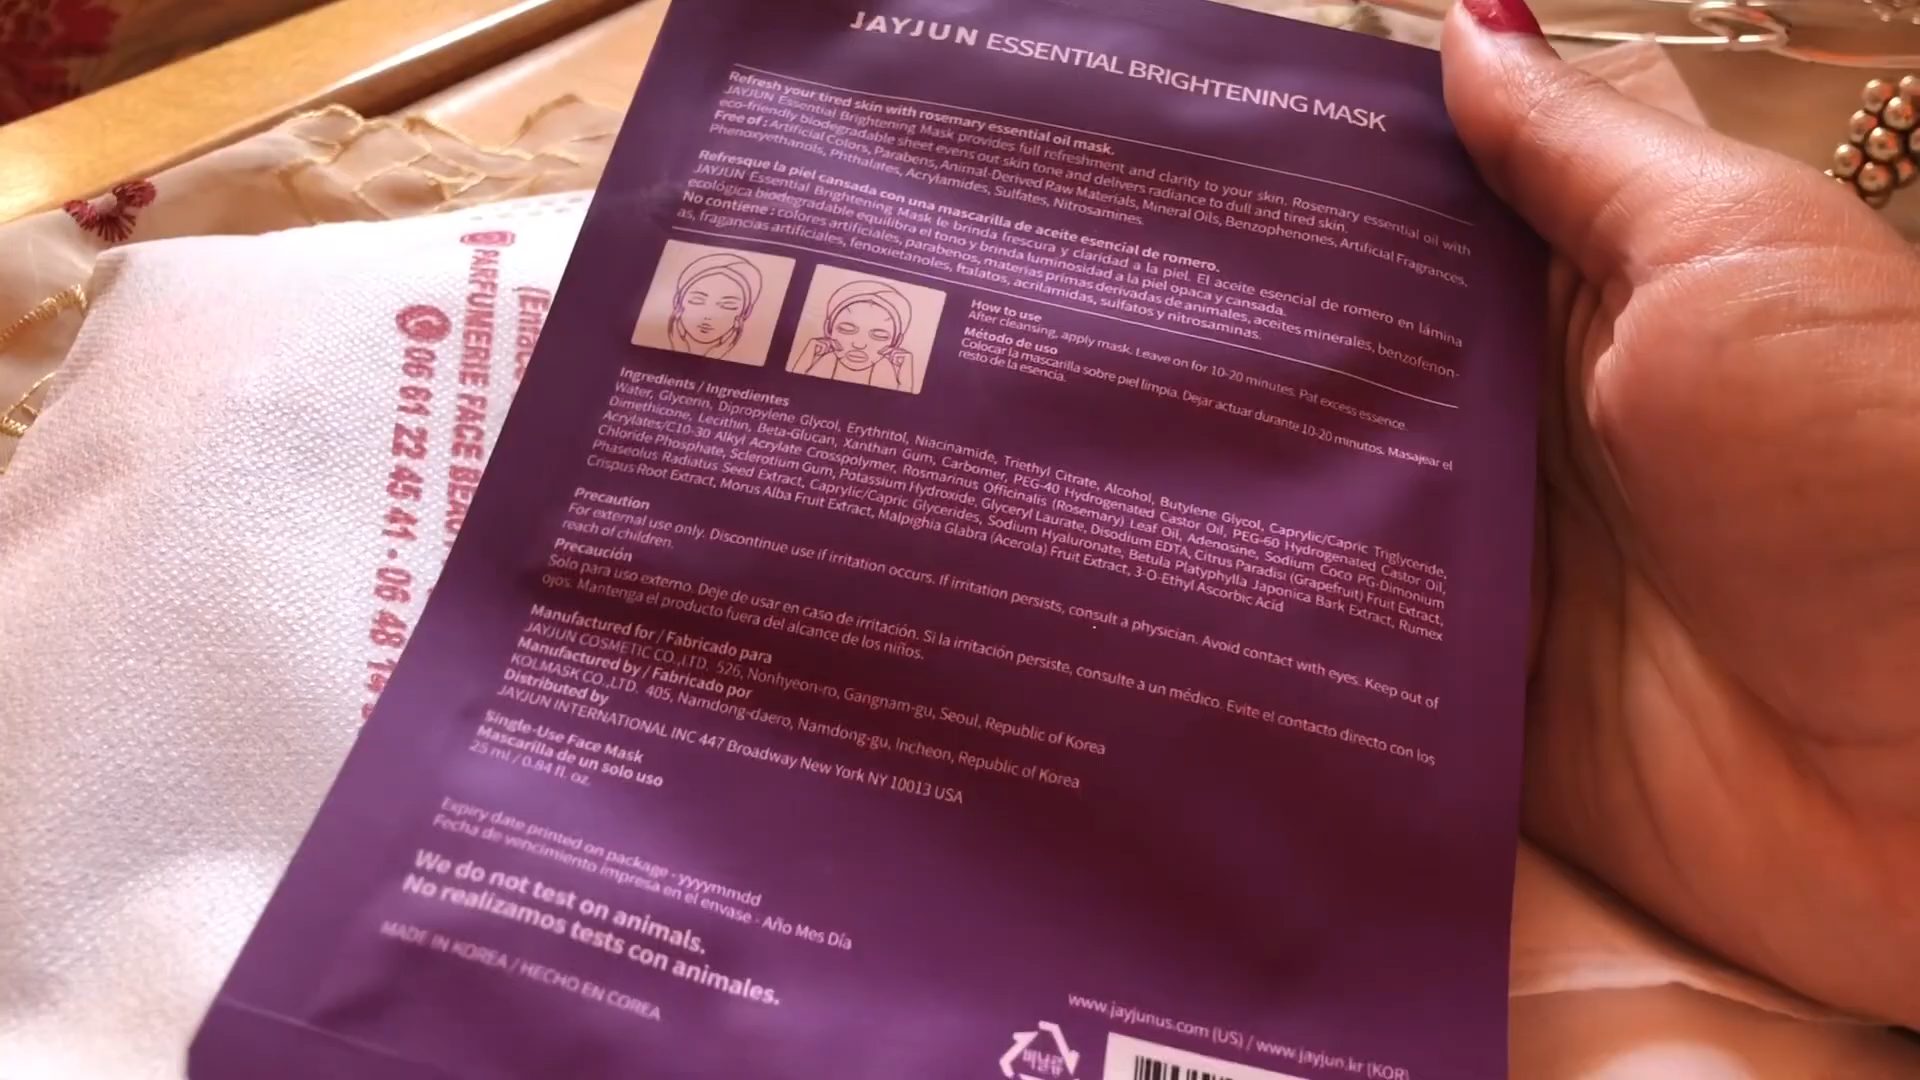 JAYJUN ESSENTIAL BRIGHTENING MASK
Refresh your tired skin with rosemary essential oil mask.
JAYJUN Essential Brightening Mask provides full refreshment and clarity to your skin. Rosemary essential oil with
eco-friendly biodegradable sheet evens out skin tone and delivers radiance to dull and tired skin.
Free of : Artificial Colors, Parabens, Animal-Derived Raw Materials, Mineral Oils, Benzophenones, Artificial Fragrances,
Phenoxyethanols, Phthalates, Acrylamides, Sulfates, Nitrosamines.
Refresque la piel cansada con una mascarilla de aceite esencial de romero.
JAYJUN Essential Brightening Mask le brinda frescura y claridad a la piel. El aceite esencial de romero en lámina
ecológica biodegradable equilibra el tono y brinda luminosidad a la piel opaca y cansada.
No contiene : colores artificiales, parabenos, materias primas derivadas de animales, aceites minerales, benzofenon-
as, fragancias artificiales, fenoxietanoles, ftalatos, acrilamidas, sulfatos y nitrosaminas.
How to use
After cleansing, apply mask. Leave on for 10-20 minutes. Pat excess essence.
Método de uso
Colocar la mascarilla sobre piel limpia. Dejar actuar durante 10-20 minutos. Masajear el
resto de la esencia.
Ingredients / Ingredientes
Water, Glycerin, Dipropylene Glycol, Erythritol, Niacinamide, Triethyl Citrate, Alcohol, Butylene Glycol, Caprylic/Capric Triglyceride,
Dimethicone, Lecithin, Beta-Glucan, Xanthan Gum, Carbomer, PEG-40 Hydrogenated Castor Oil, PEG-60 Hydrogenated Castor Oil,
Acrylates/C10-30 Alkyl Acrylate Crosspolymer, Rosmarinus Officinalis (Rosemary) Leaf Oil, Adenosine, Sodium Coco PG-Dimonium
Chloride Phosphate, Sclerotium Gum, Potassium Hydroxide, Glyceryl Laurate, Disodium EDTA, Citrus Paradisi (Grapefruit) Fruit Extract,
Phaseolus Radiatus Seed Extract, Caprylic/Capric Glycerides, Sodium Hyaluronate, Betula Platyphylla Japonica Bark Extract, Rumex
Crispus Root Extract, Morus Alba Fruit Extract, Malpighia Glabra (Acerola) Fruit Extract, 3-O-Ethyl Ascorbic Acid
Precaution
For external use only. Discontinue use if irritation occurs. If irritation persists, consult a physician. Avoid contact with eyes. Keep out of
reach of children.
Precaución
Solo para uso externo. Deje de usar en caso de irritación. Si la irritación persiste, consulte a un médico. Evite el contacto directo con los
ojos. Mantenga el producto fuera del alcance de los niños.
Manufactured for / Fabricado para
JAYJUN COSMETIC CO.,LTD. 526, Nonhyeon-ro, Gangnam-gu, Seoul, Republic of Korea
Manufactured by / Fabricado por
KOLMASK CO.,LTD. 405, Namdong-daero, Namdong-gu, Incheon, Republic of Korea
Distributed by
JAYJUN INTERNATIONAL INC 447 Broadway New York NY 10013 USA
Single-Use Face Mask
Mascarilla de un solo uso
25 ml / 0.84 fl. oz.
Expiry date printed on package - yyyymmdd
Fecha de vencimiento impresa en el envase - Año Mes Día
We do not test on animals.
No realizamos tests con animales.
MADE IN KOREA / HECHO EN COREA
www.jayjunus.com (US) / www.jayjun.kr (KOR)
PARFUMERIE FACE
06 61 22 45 41 - 06 48